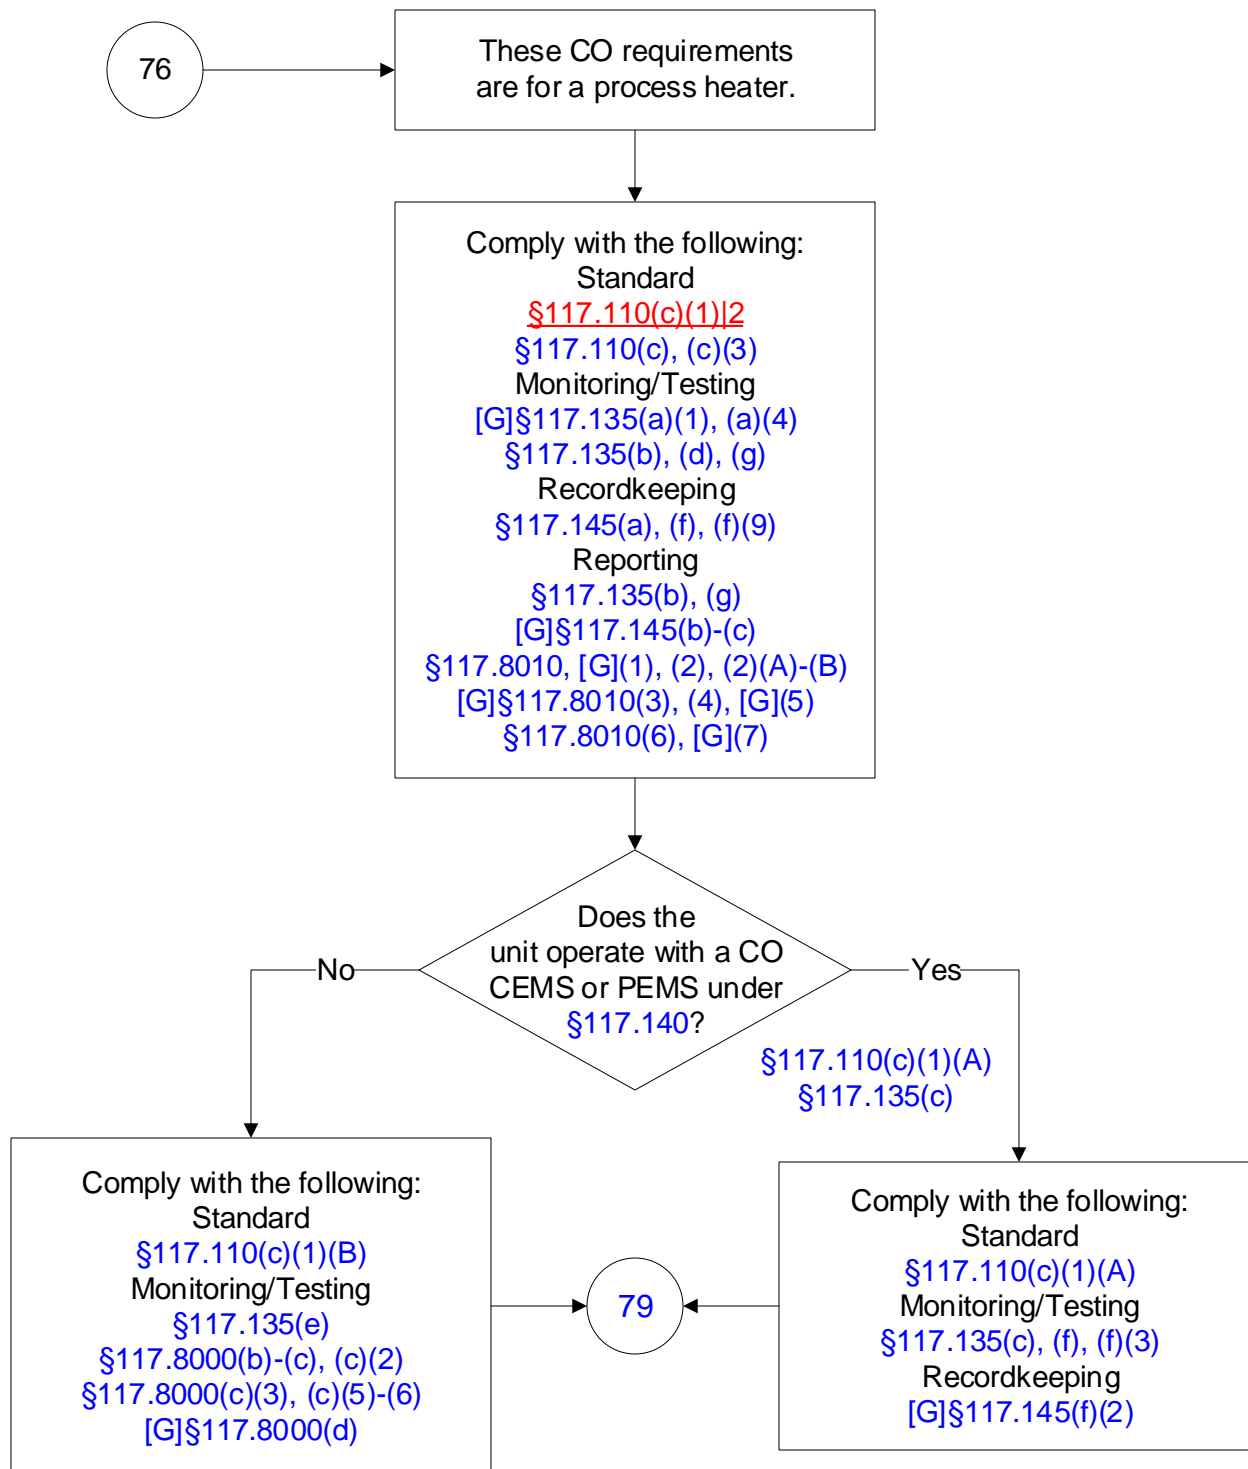 76
These CO requirements
are for a process heater.
Comply with the following:
Standard
§117.110(c)(1)|2
§117.110(c), (c)(3)
Monitoring/Testing
[G]§117.135(a)(1), (a)(4)
§117.135(b), (d), (g)
Recordkeeping
§117.145(a), (f), (f)(9)
Reporting
§117.135(b), (g)
[G]§117.145(b)-(c)
§117.8010, [G](1), (2), (2)(A)-(B)
[G]§117.8010(3), (4), [G](5)
§117.8010(6), [G](7)
Does the
unit operate with a CO
CEMS or PEMS under
§117.140?
No
Yes
§117.110(c)(1)(A)
§117.135(c)
Comply with the following:
Standard
§117.110(c)(1)(B)
Monitoring/Testing
§117.135(e)
§117.8000(b)-(c), (c)(2)
§117.8000(c)(3), (c)(5)-(6)
[G]§117.8000(d)
79
Comply with the following:
Standard
§117.110(c)(1)(A)
Monitoring/Testing
§117.135(c), (f), (f)(3)
Recordkeeping
[G]§117.145(f)(2)